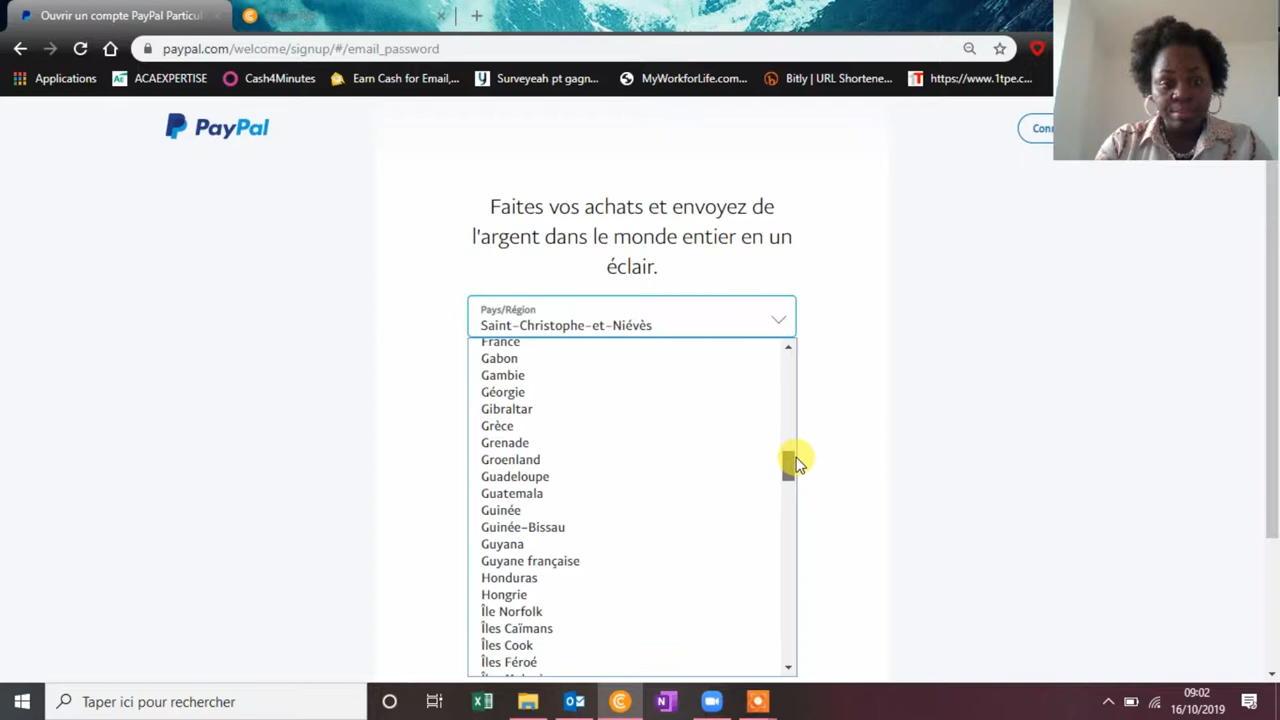 Ouvrir un compte PayPal Particul
paypal.com/welcome/signup/#/email_password
Applications
ACAEXPERTISE
Cash4Minutes
Earn Cash for Email,...
Surveyeah pt gagn...
MyWorkforLife.com...
Bitly | URL Shortene...
https://www.1tpe.c...
PayPal
Faites vos achats et envoyez de
l'argent dans le monde entier en un
éclair.
Pays/Région
Saint-Christophe-et-Niévès
France
Gabon
Gambie
Géorgie
Gibraltar
Grèce
Grenade
Groenland
Guadeloupe
Guatemala
Guinée
Guinée-Bissau
Guyana
Guyane française
Honduras
Hongrie
Île Norfolk
Îles Caïmans
Îles Cook
Îles Féroé
Taper ici pour rechercher
09:02
16/10/2019